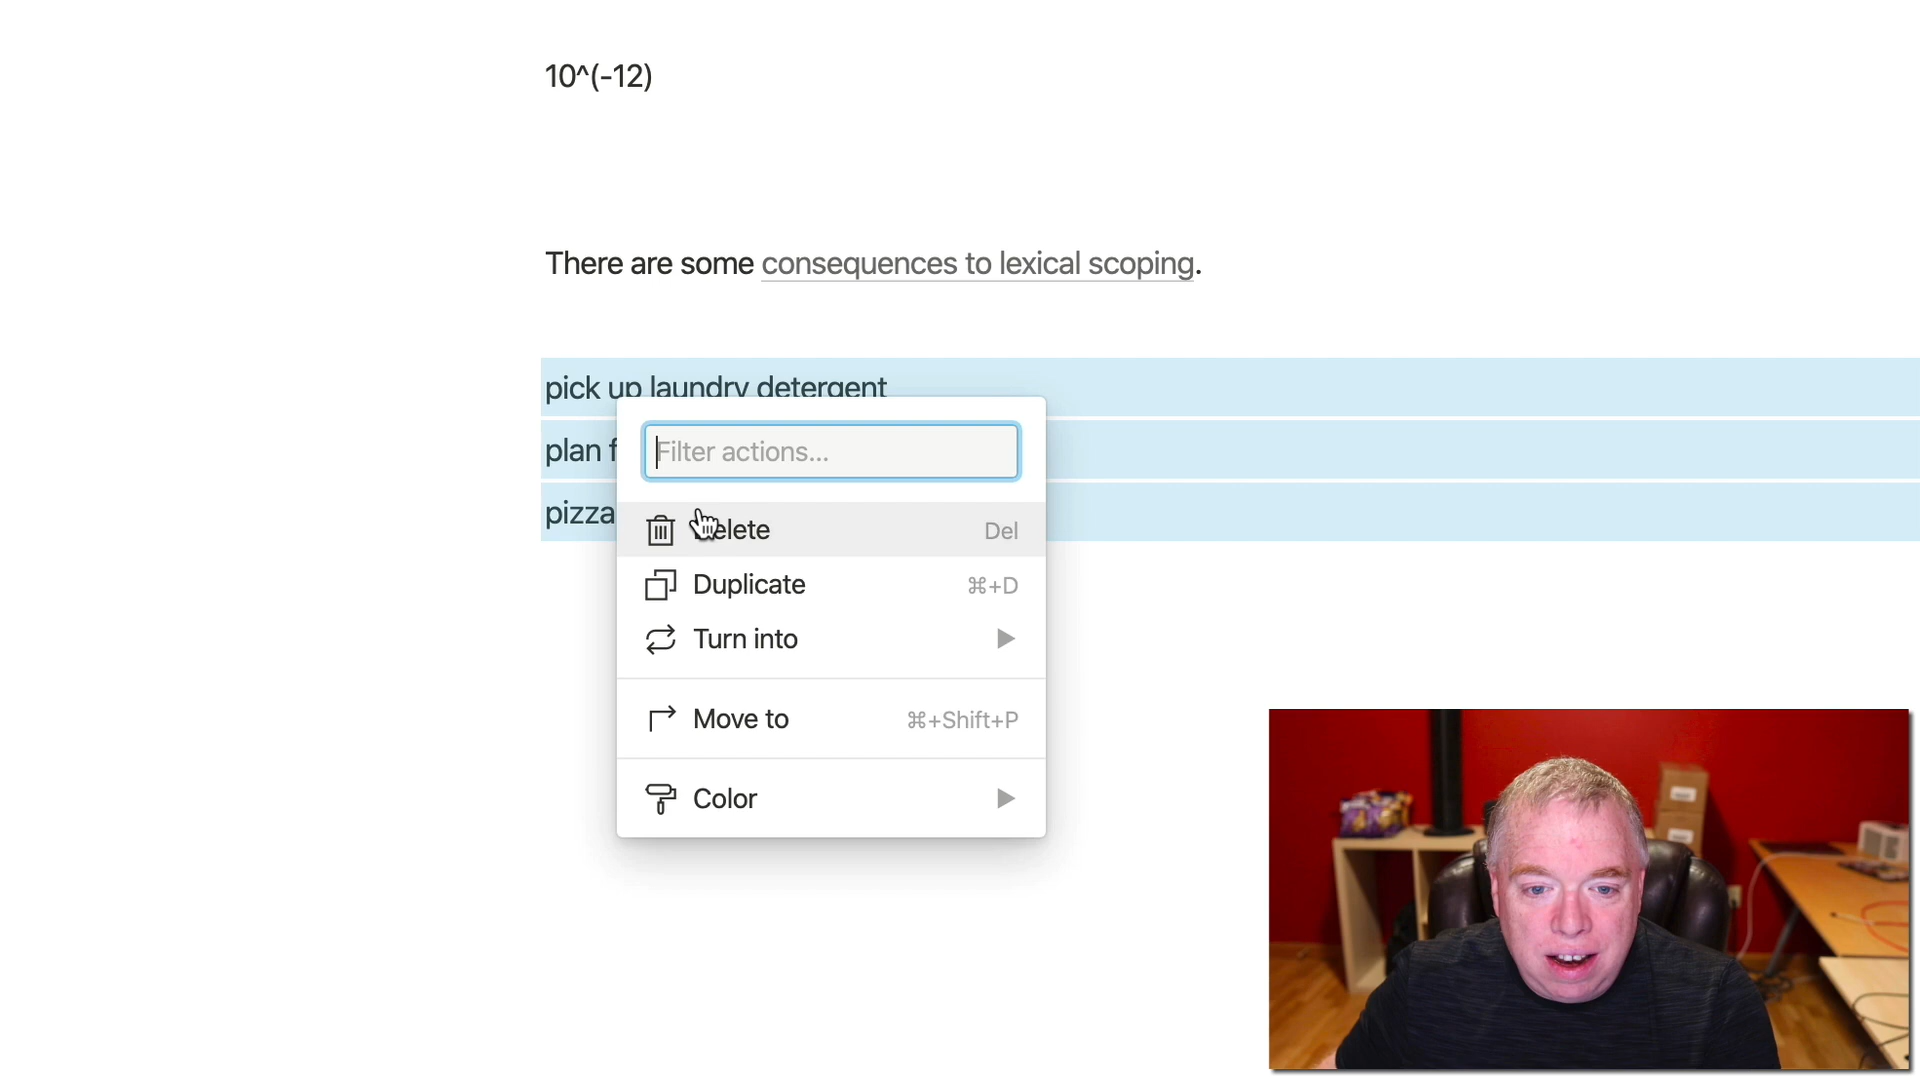 10^(-12)
There are some consequences to lexical scoping.
pick up laundry detergent
plan
Filter actions...
pizza
Delete Del
Duplicate ⌘+D
Turn into ▶
Move to ⌘+Shift+P
Color ▶